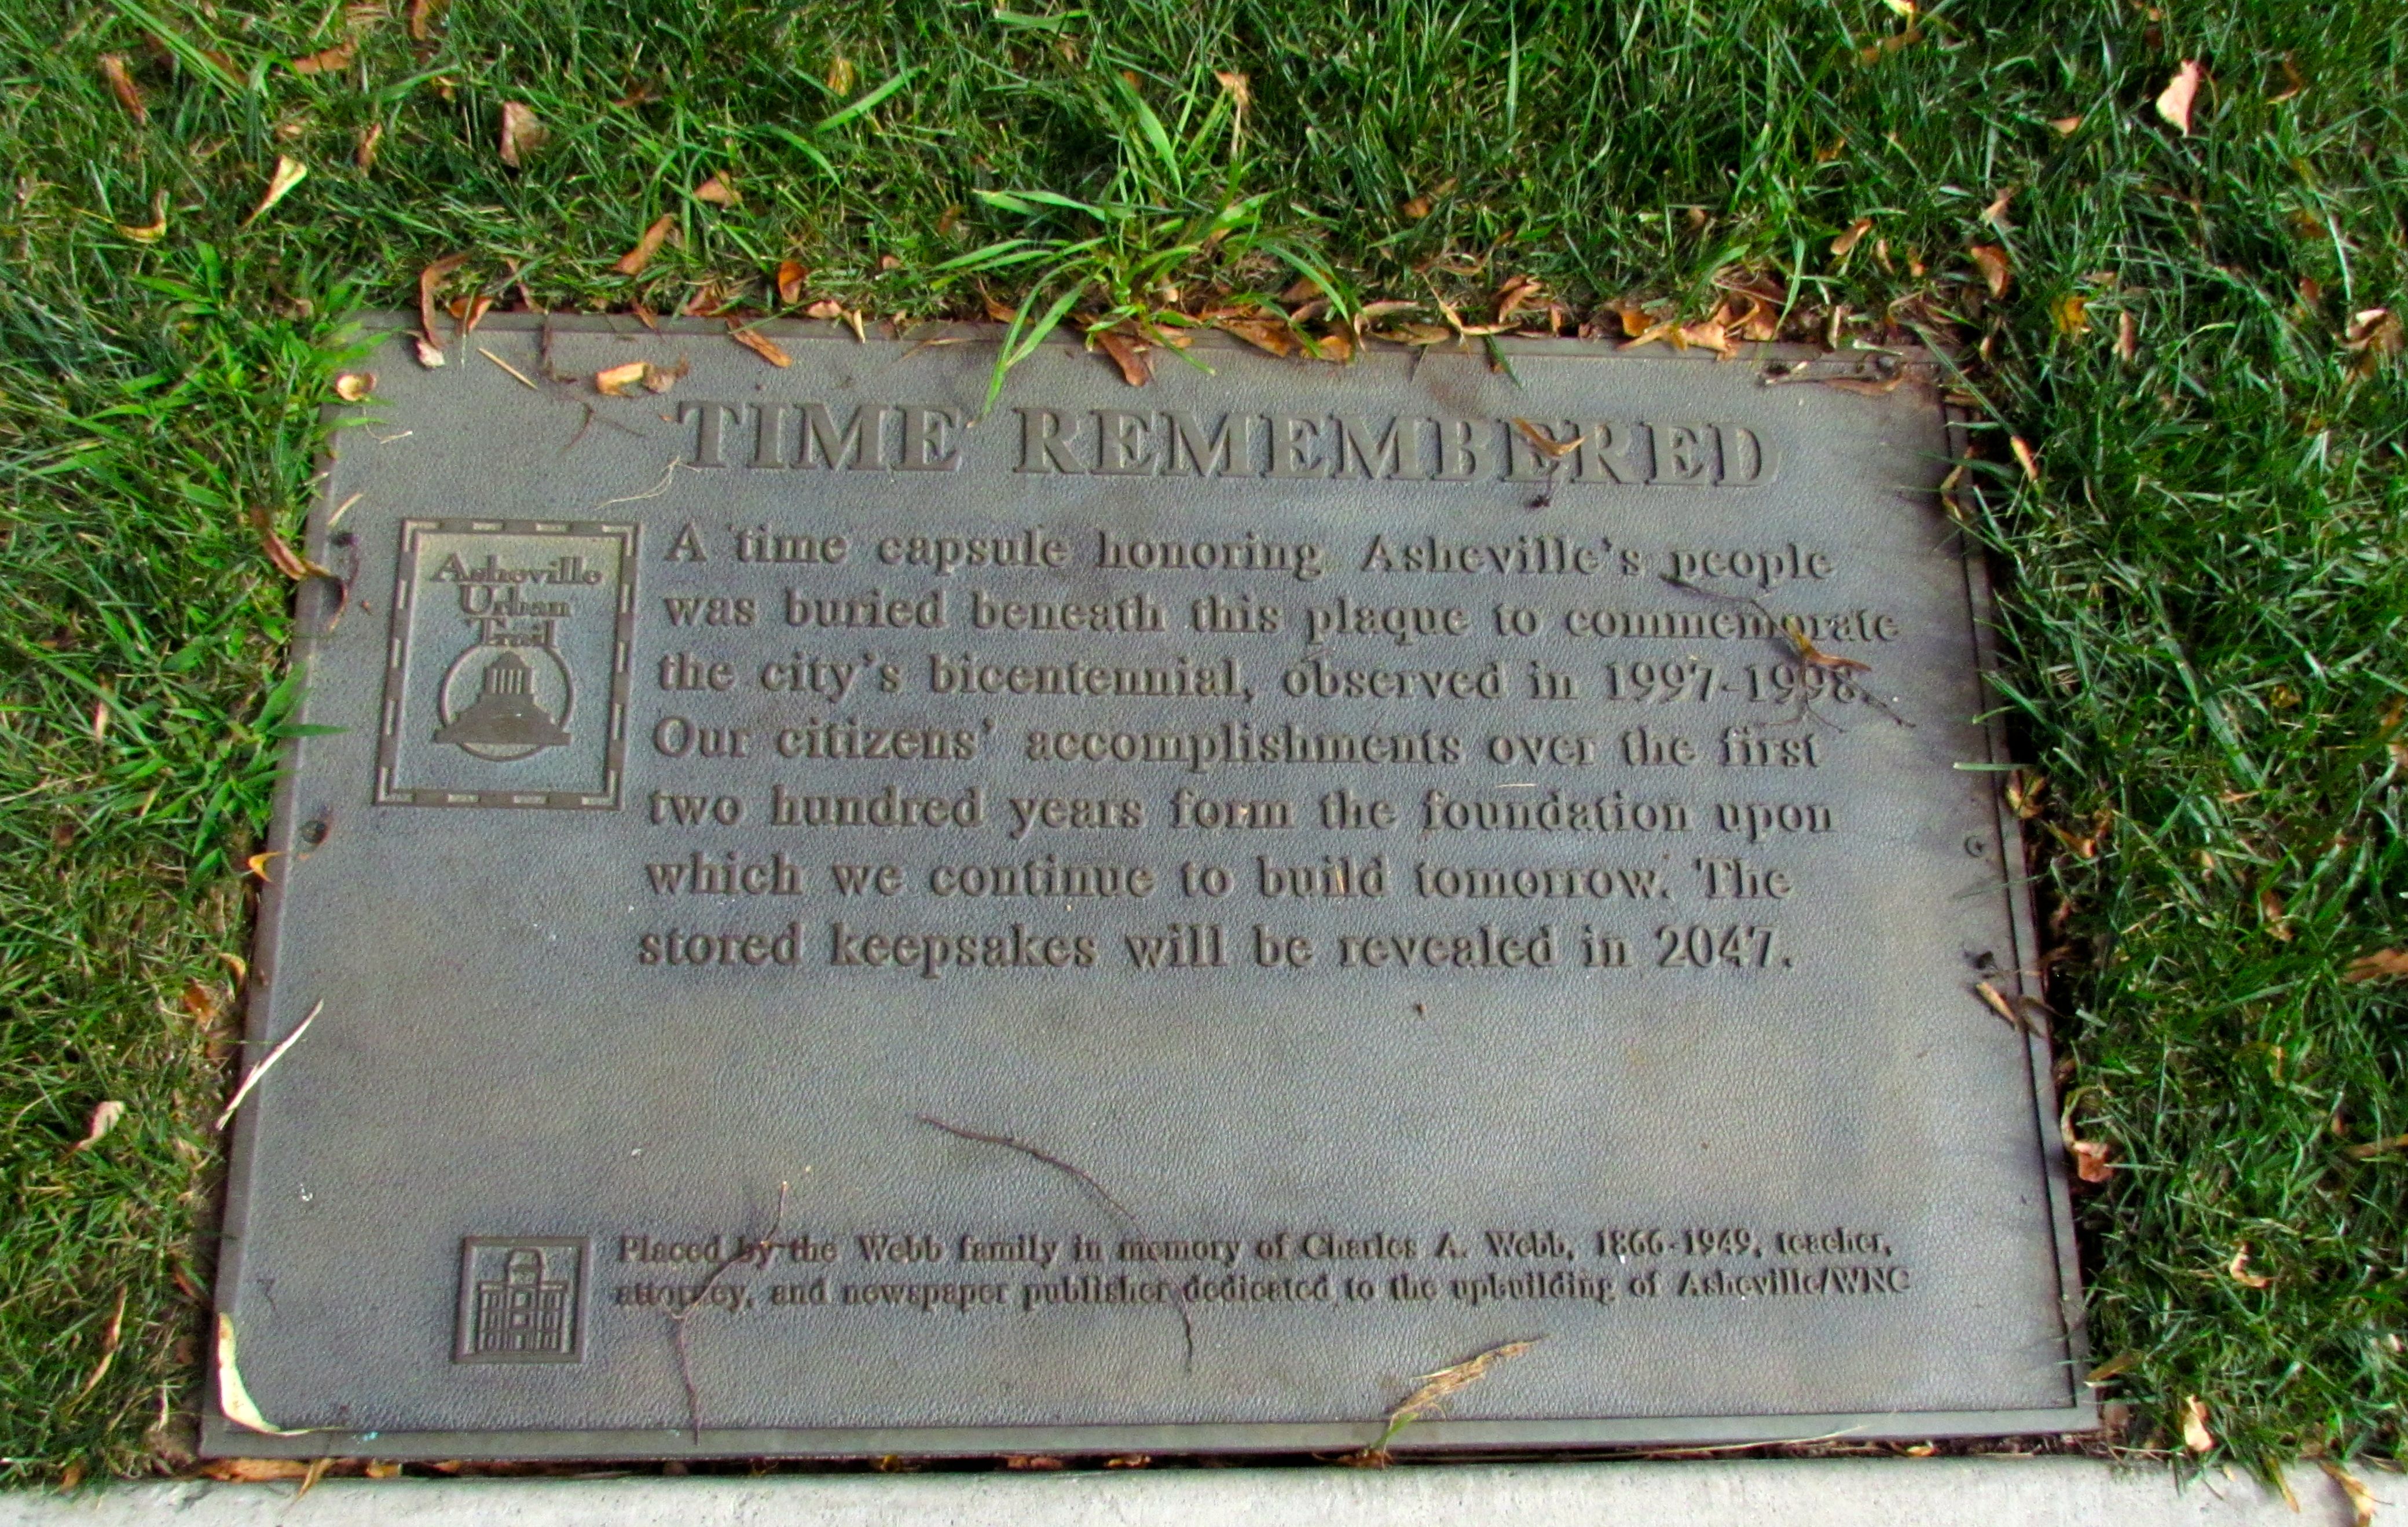 TIME REMEMBERED
Asheville
Urban
Trail
A time capsule honoring Asheville's people
was buried beneath this plaque to commemorate
the city's bicentennial, observed in 1997-1998.
Our citizens' accomplishments over the first
two hundred years form the foundation upon
which we continue to build tomorrow. The
stored keepsakes will be revealed in 2047.
Placed by the Webb family in memory of Charles A. Webb, 1866-1949, teacher,
attorney, and newspaper publisher dedicated to the upbuilding of Asheville/WNC